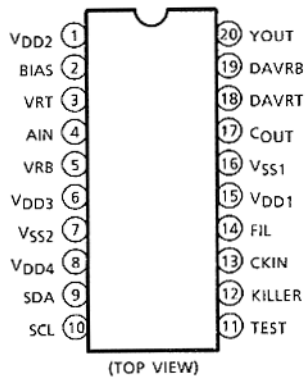 VDD2 1 20 YOUT
BIAS 2 19 DAVRB
VRT 3 18 DAVRT
AIN 4 17 COUT
VRB 5 16 VSS1
VDD3 6 15 VDD1
VSS2 7 14 FIL
VDD4 8 13 CKIN
SDA 9 12 KILLER
SCL 10 11 TEST
(TOP VIEW)